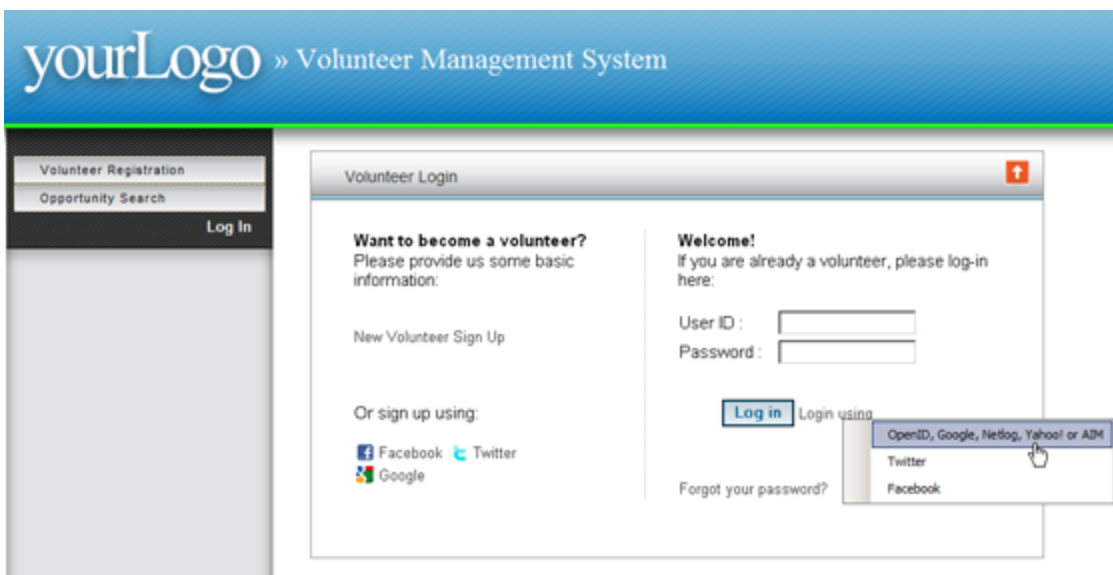 yourLogo » Volunteer Management System
Volunteer Registration
Opportunity Search
Log In
Volunteer Login
Want to become a volunteer?
Please provide us some basic
information:
New Volunteer Sign Up
Or sign up using:
Facebook Twitter
Google
Welcome!
If you are already a volunteer, please log-in
here:
User ID :
Password :
Log in Login using
OpenID, Google, Netlog, Yahoo! or AIM
Twitter
Facebook
Forgot your password?